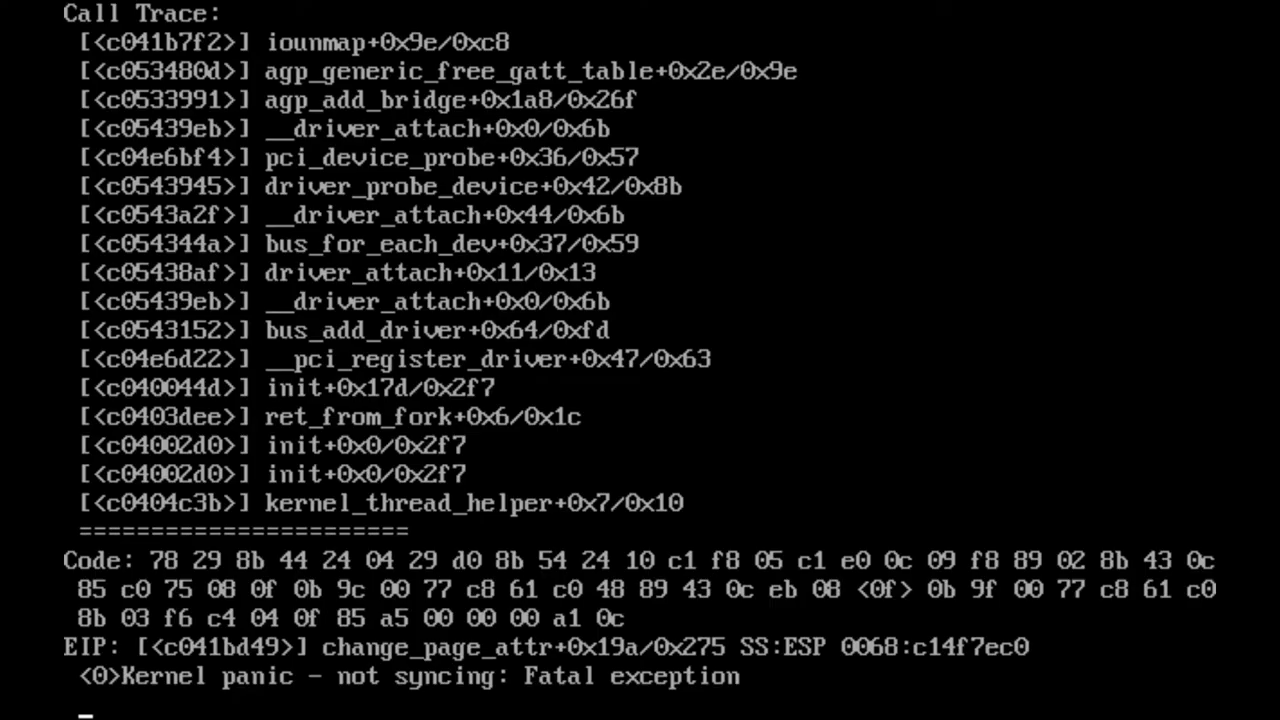 Call Trace:
[<c041b7f2>] iounmap+0x9e/0xc8
[<c053480d>] agp_generic_free_gatt_table+0x2e/0x9e
[<c0533991>] agp_add_bridge+0x1a8/0x26f
[<c05439eb>] __driver_attach+0x0/0x6b
[<c04e6bf4>] pci_device_probe+0x36/0x57
[<c0543945>] driver_probe_device+0x42/0x8b
[<c0543a2f>] __driver_attach+0x44/0x6b
[<c054344a>] bus_for_each_dev+0x37/0x59
[<c05438af>] driver_attach+0x11/0x13
[<c05439eb>] __driver_attach+0x0/0x6b
[<c0543152>] bus_add_driver+0x64/0xfd
[<c04e6d22>] __pci_register_driver+0x47/0x63
[<c040044d>] init+0x17d/0x2f7
[<c0403dee>] ret_from_fork+0x6/0x1c
[<c04002d0>] init+0x0/0x2f7
[<c04002d0>] init+0x0/0x2f7
[<c0404c3b>] kernel_thread_helper+0x7/0x10
=======================
Code: 78 29 8b 44 24 04 29 d0 8b 54 24 10 c1 f8 05 c1 e0 0c 09 f8 89 02 8b 43 0c
85 c0 75 08 0f 0b 9c 00 77 c8 61 c0 48 89 43 0c eb 08 <0f> 0b 9f 00 77 c8 61 c0
8b 03 f6 c4 04 0f 85 a5 00 00 00 a1 0c
EIP: [<c041bd49>] change_page_attr+0x19a/0x275 SS:ESP 0068:c14f7ec0
<0>Kernel panic - not syncing: Fatal exception